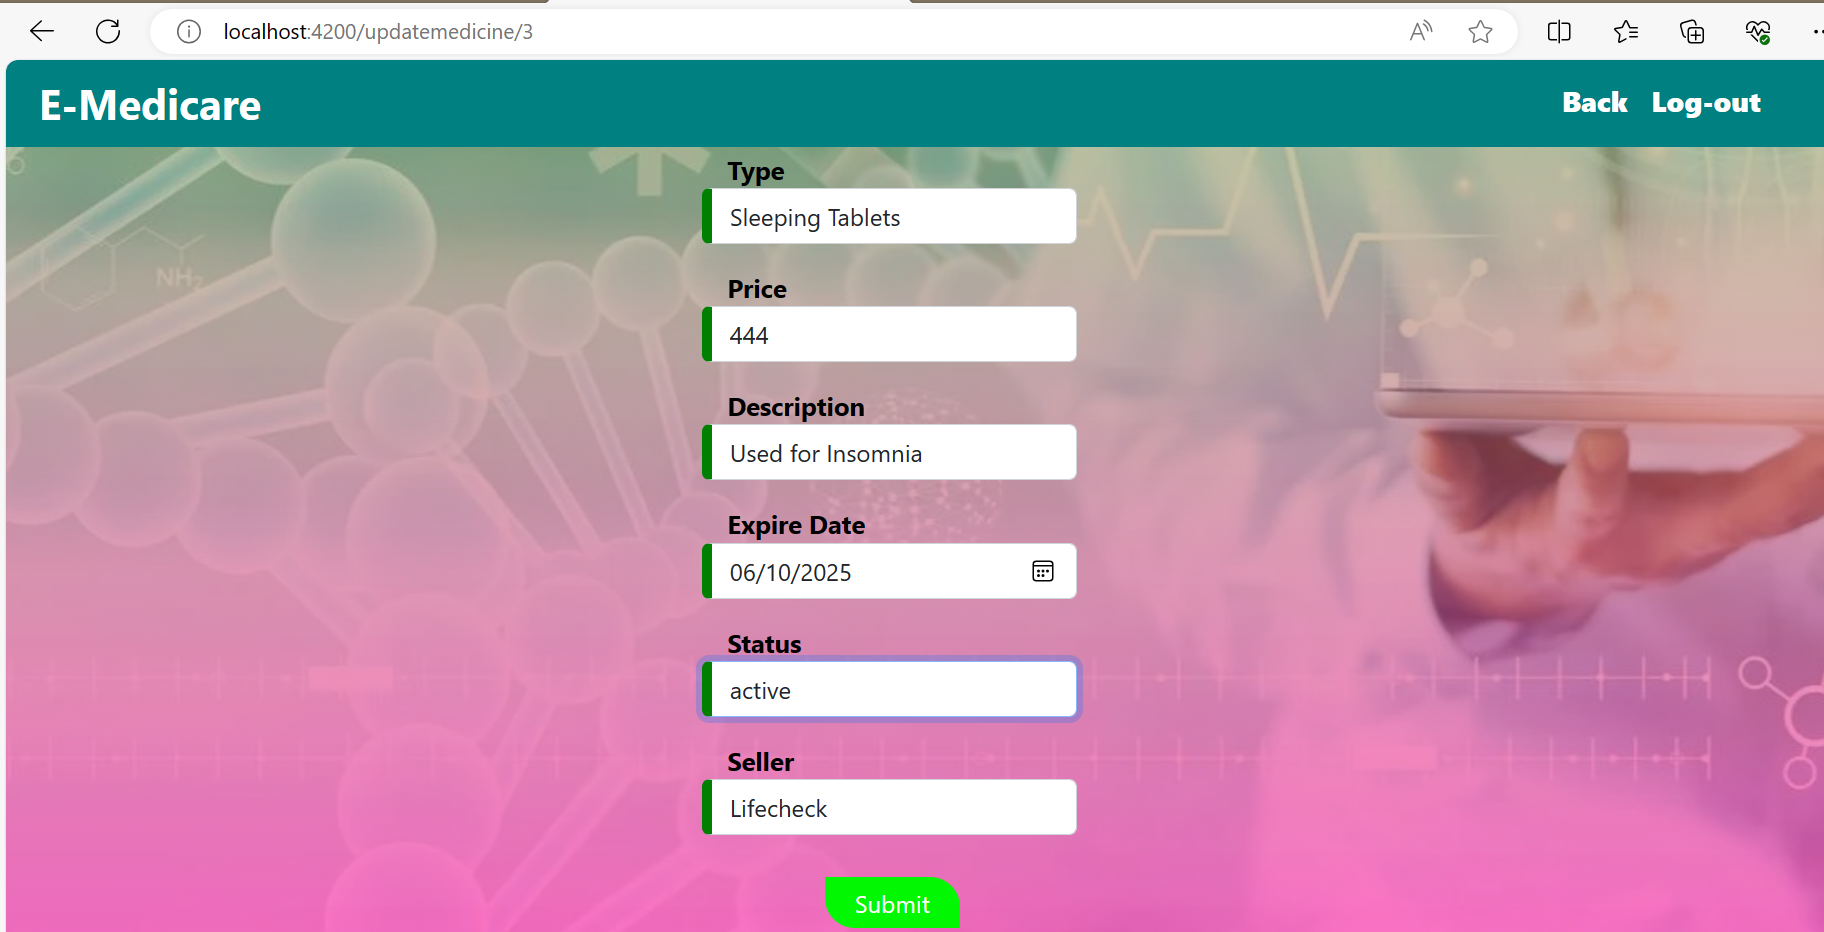 localhost:4200/updatemedicine/3
E-Medicare
Back Log-out
Type
Sleeping Tablets
NH₂
Price
444
Description
Used for Insomnia
Expire Date
06/10/2025
Status
active
Seller
Lifecheck
Submit